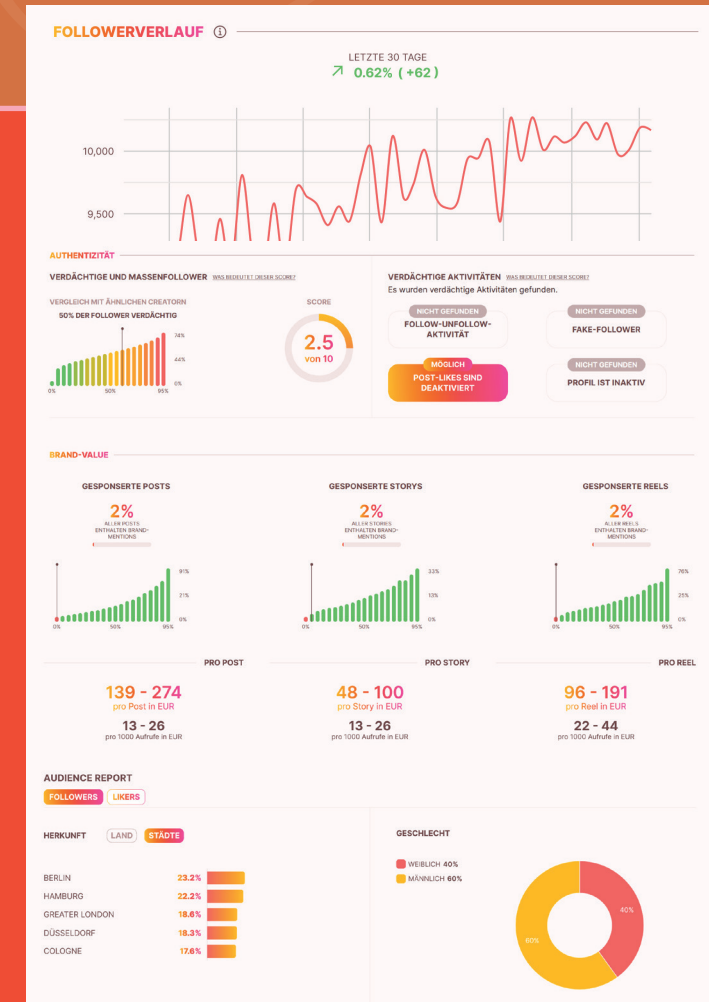 FOLLOWERVERLAUF
LETZTE 30 TAGE
0.62% ( +62 )
10,000
9,500
AUTHENTIZITÄT
VERDÄCHTIGE UND MASSENFOLLOWER WAS BEDEUTET DIESER SCORE?
VERGLEICH MIT ÄHNLICHEN CREATORN
50% DER FOLLOWER VERDÄCHTIG
74%
44%
0%
0% 50% 95%
SCORE
2.5
von 10
VERDÄCHTIGE AKTIVITÄTEN WAS BEDEUTET DIESER SCORE?
Es wurden verdächtige Aktivitäten gefunden.
NICHT GEFUNDEN
FOLLOW-UNFOLLOW-
AKTIVITÄT
NICHT GEFUNDEN
FAKE-FOLLOWER
MÖGLICH
POST-LIKES SIND
DEAKTIVIERT
NICHT GEFUNDEN
PROFIL IST INAKTIV
BRAND-VALUE
GESPONSERTE POSTS
2%
ALLER POSTS
ENTHALTEN BRAND-
MENTIONS
91%
21%
0%
0% 50% 95%
GESPONSERTE STORYS
2%
ALLER STORIES
ENTHALTEN BRAND-
MENTIONS
33%
13%
0%
0% 50% 95%
GESPONSERTE REELS
2%
ALLER REELS
ENTHALTEN BRAND-
MENTIONS
76%
25%
0%
0% 50% 95%
PRO POST
139 - 274
pro Post in EUR
13 - 26
pro 1000 Aufrufe in EUR
PRO STORY
48 - 100
pro Story in EUR
13 - 26
pro 1000 Aufrufe in EUR
PRO REEL
96 - 191
pro Reel in EUR
22 - 44
pro 1000 Aufrufe in EUR
AUDIENCE REPORT
FOLLOWERS LIKERS
HERKUNFT LAND STÄDTE
BERLIN 23.2%
HAMBURG 22.2%
GREATER LONDON 18.6%
DÜSSELDORF 18.3%
COLOGNE 17.6%
GESCHLECHT
WEIBLICH 40%
MÄNNLICH 60%
40%
60%